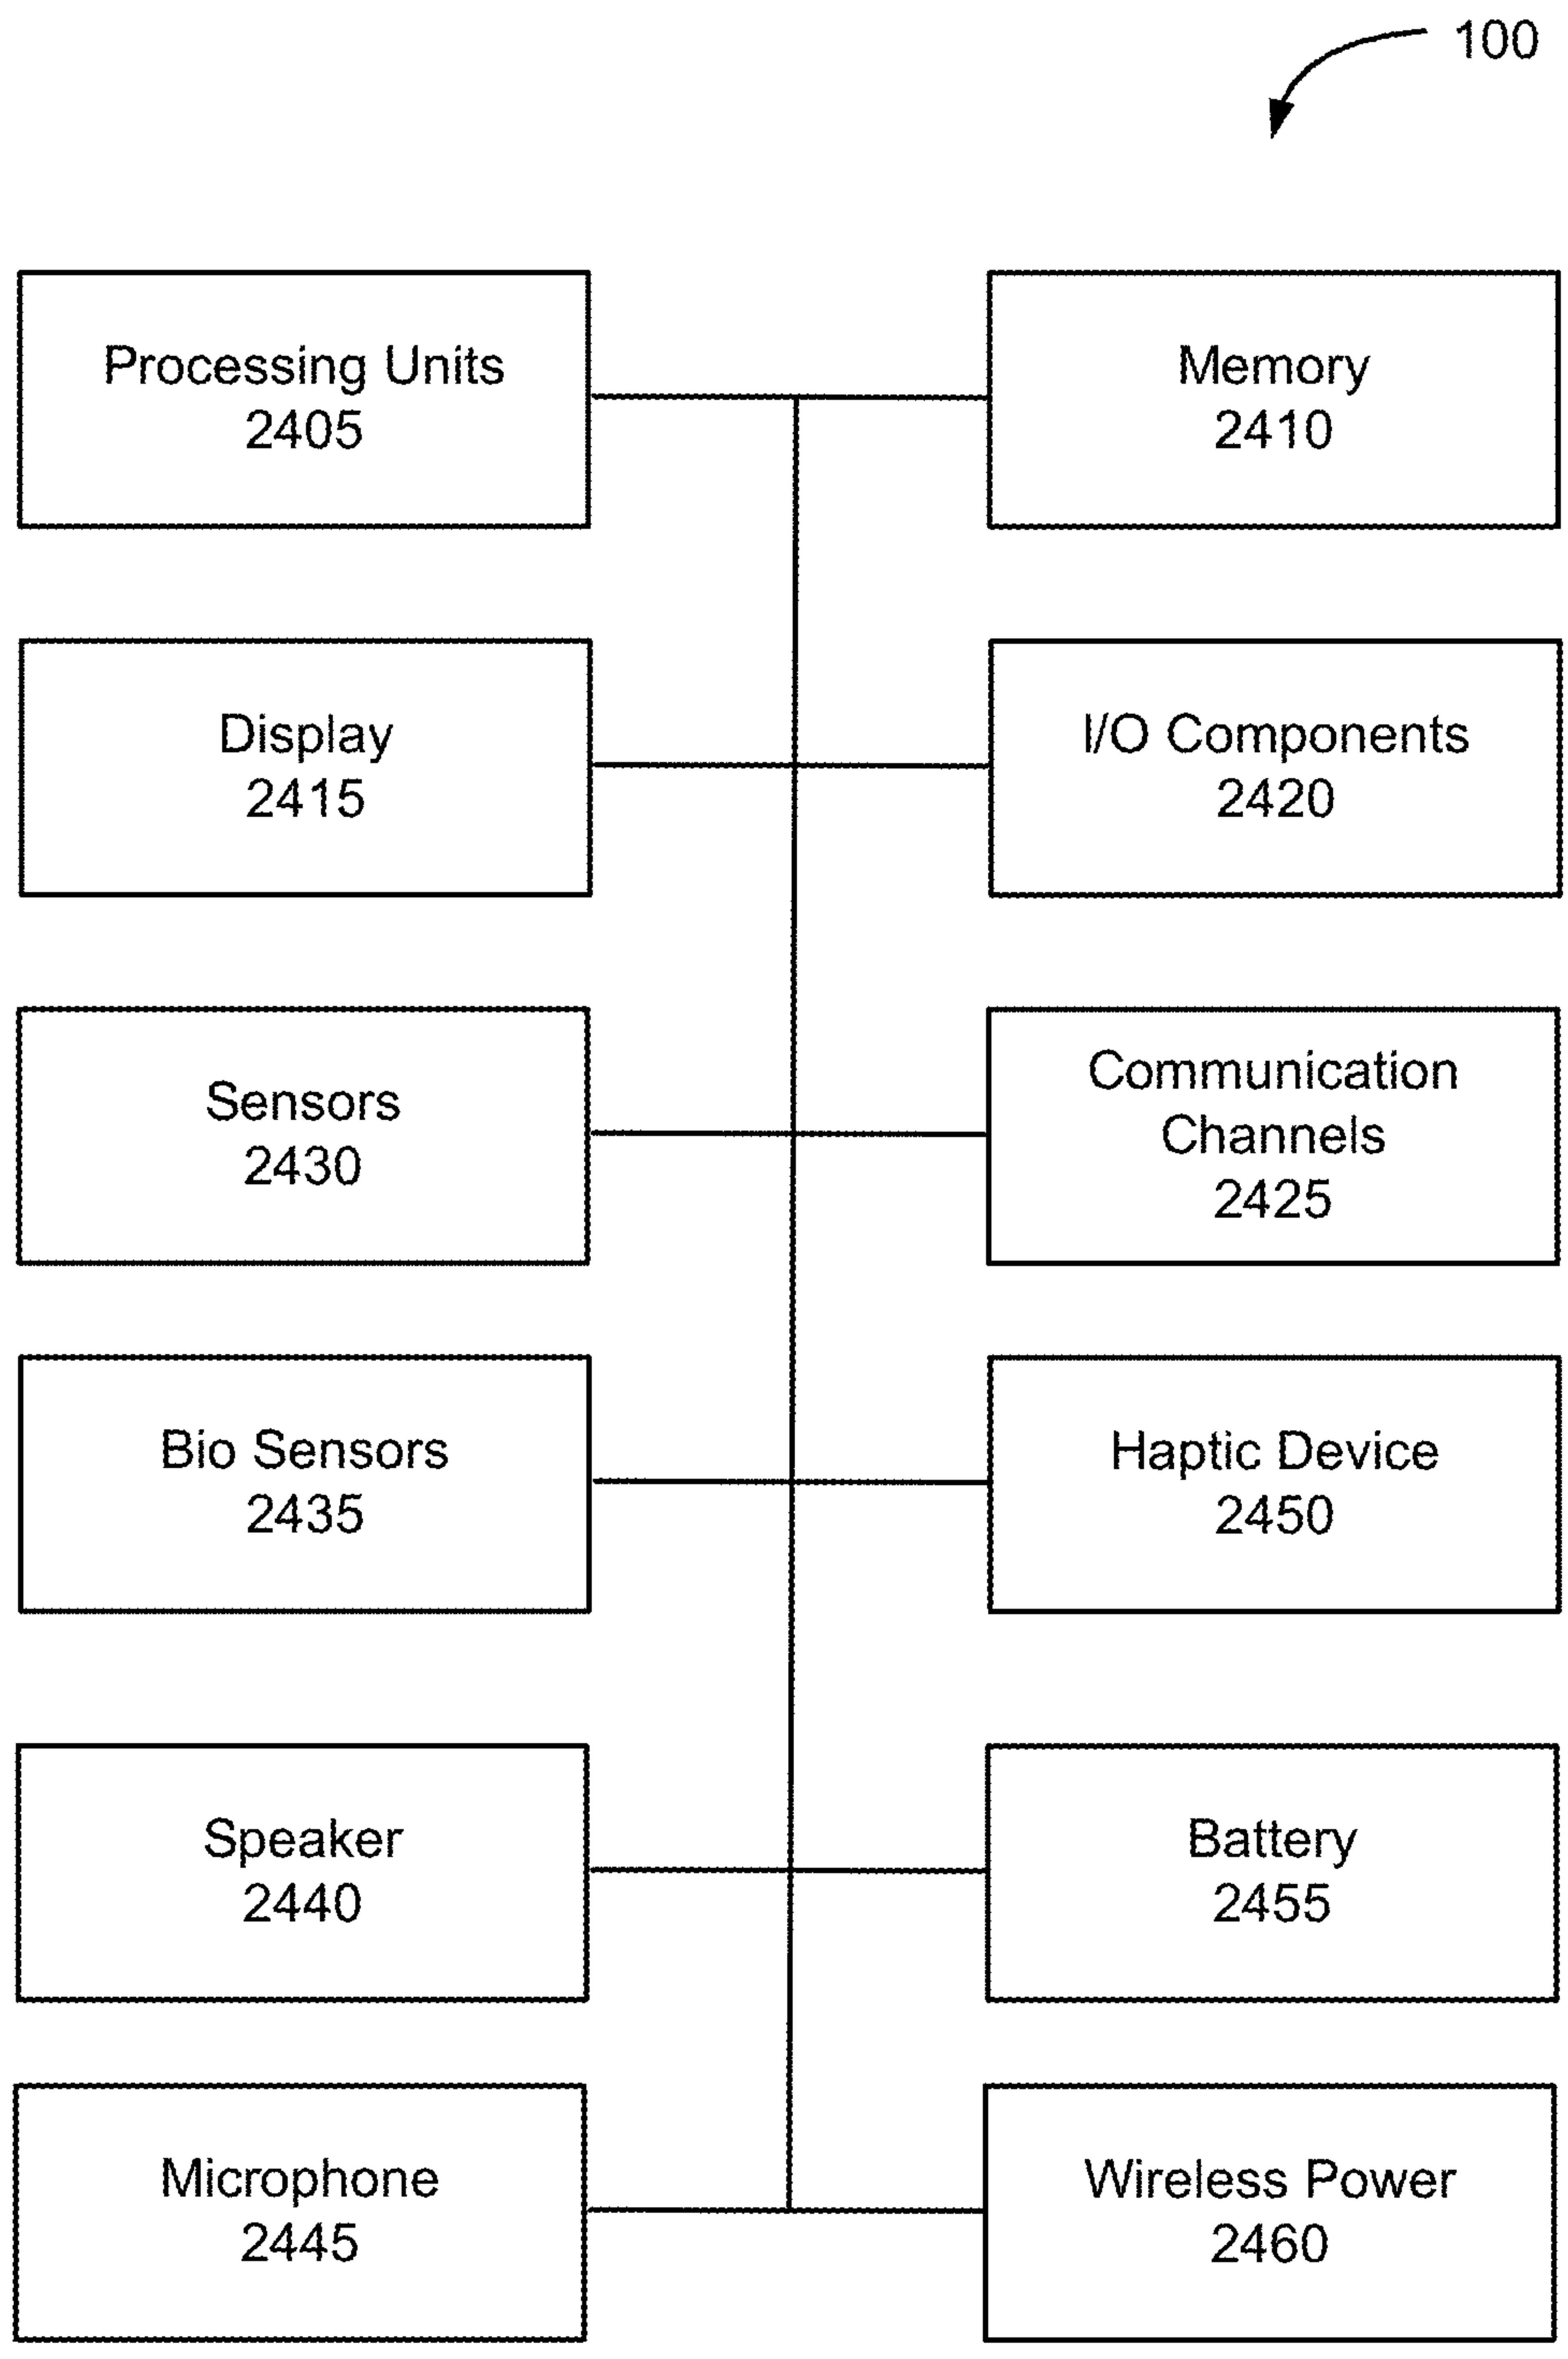 100
Processing Units
2405
Memory
2410
Display
2415
I/O Components
2420
Sensors
2430
Communication
Channels
2425
Bio Sensors
2435
Haptic Device
2450
Speaker
2440
Battery
2455
Microphone
2445
Wireless Power
2460